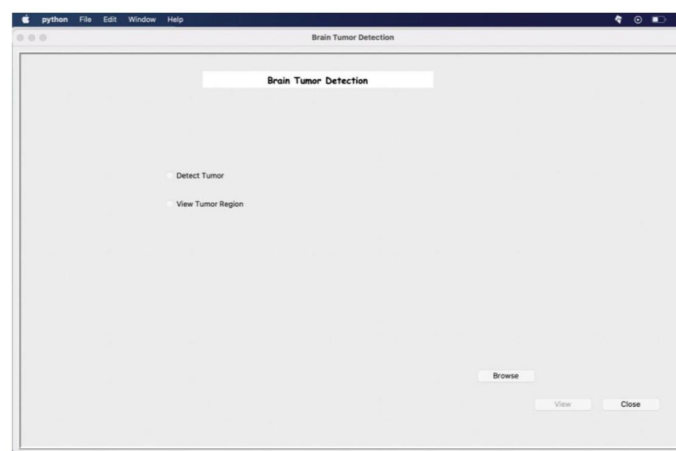 python File Edit Window Help
Brain Tumor Detection
Brain Tumor Detection
Detect Tumor
View Tumor Region
Browse
View Close